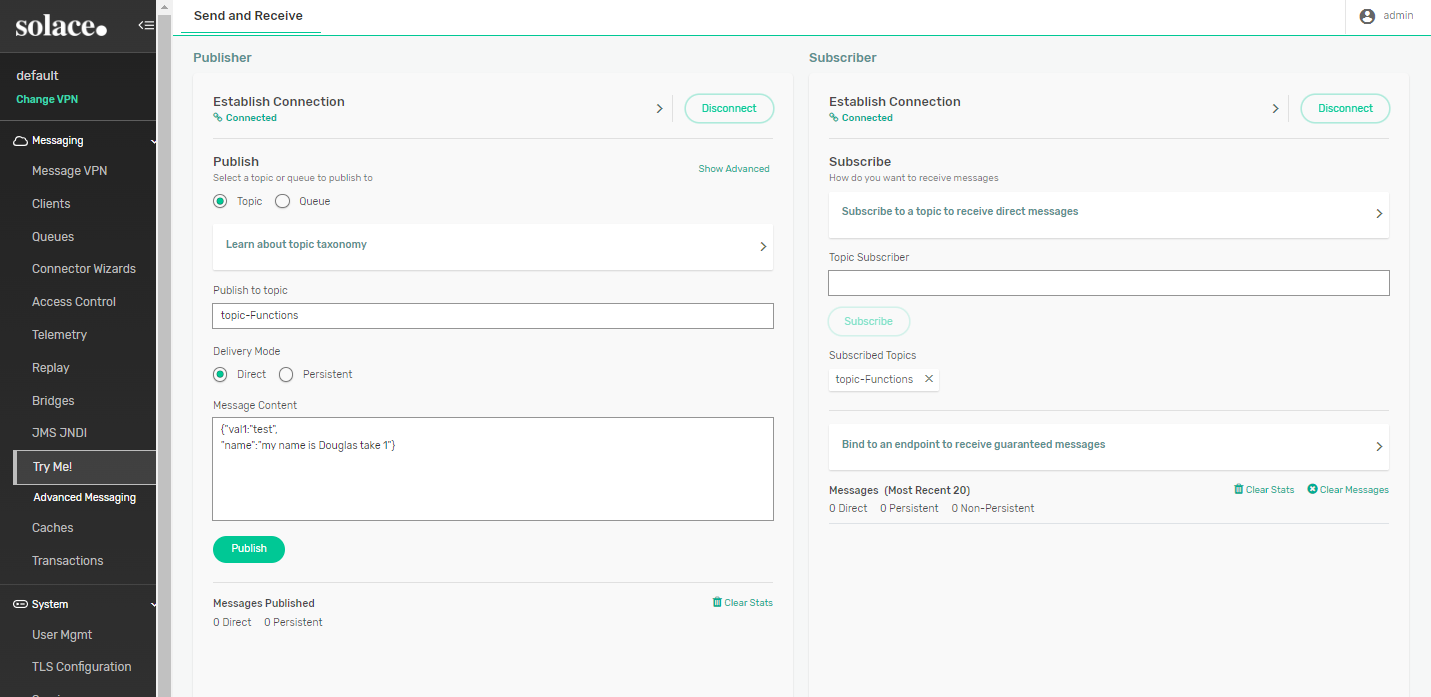 solace.
default
Change VPN
Messaging
Message VPN
Clients
Queues
Connector Wizards
Access Control
Telemetry
Replay
Bridges
JMS JNDI
Try Me!
Advanced Messaging
Caches
Transactions
System
User Mgmt
TLS Configuration
Send and Receive
admin
Publisher
Establish Connection
Connected
Disconnect
Publish
Select a topic or queue to publish to
Show Advanced
Topic Queue
Learn about topic taxonomy
Publish to topic
topic-Functions
Delivery Mode
Direct Persistent
Message Content
{"val1:"test",
"name":"my name is Douglas take 1"}
Publish
Messages Published
Clear Stats
0 Direct 0 Persistent
Subscriber
Establish Connection
Connected
Disconnect
Subscribe
How do you want to receive messages
Subscribe to a topic to receive direct messages
Topic Subscriber
Subscribe
Subscribed Topics
topic-Functions
Bind to an endpoint to receive guaranteed messages
Messages (Most Recent 20)
Clear Stats Clear Messages
0 Direct 0 Persistent 0 Non-Persistent